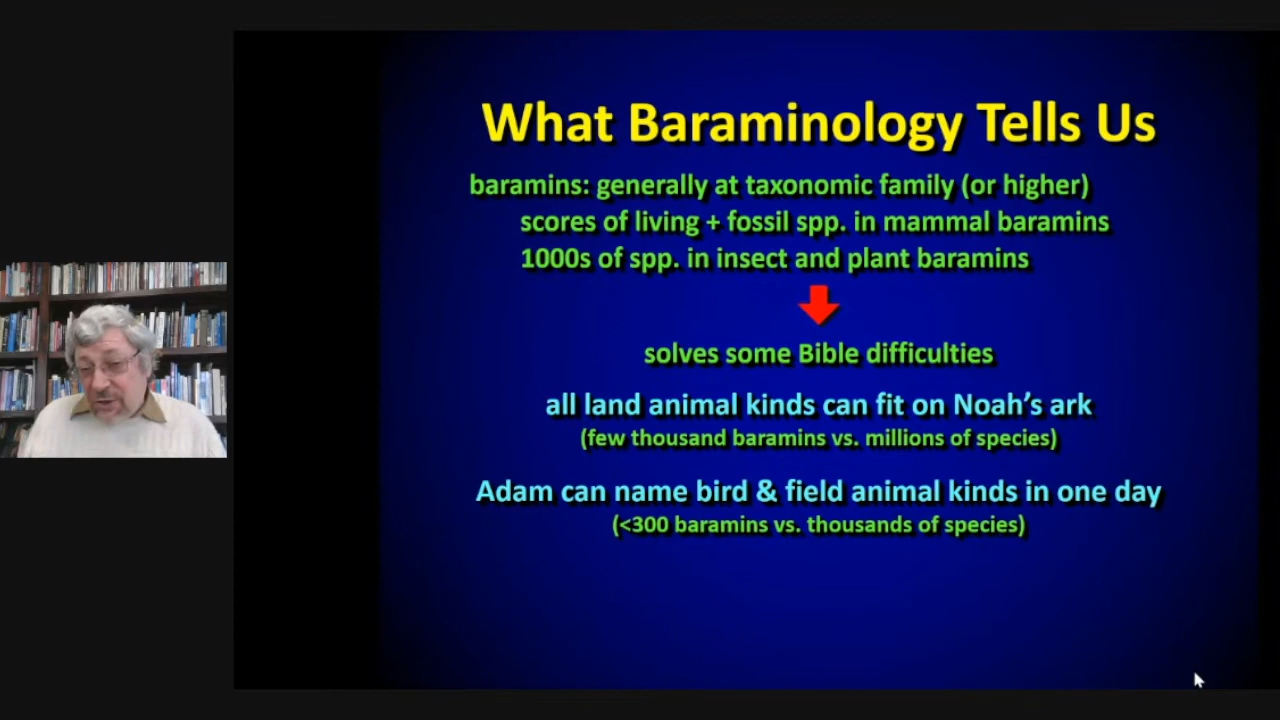 What Baraminology Tells Us
baramins: generally at taxonomic family (or higher)
scores of living + fossil spp. in mammal baramins
1000s of spp. in insect and plant baramins
solves some Bible difficulties
all land animal kinds can fit on Noah’s ark
(few thousand baramins vs. millions of species)
Adam can name bird & field animal kinds in one day
(<300 baramins vs. thousands of species)